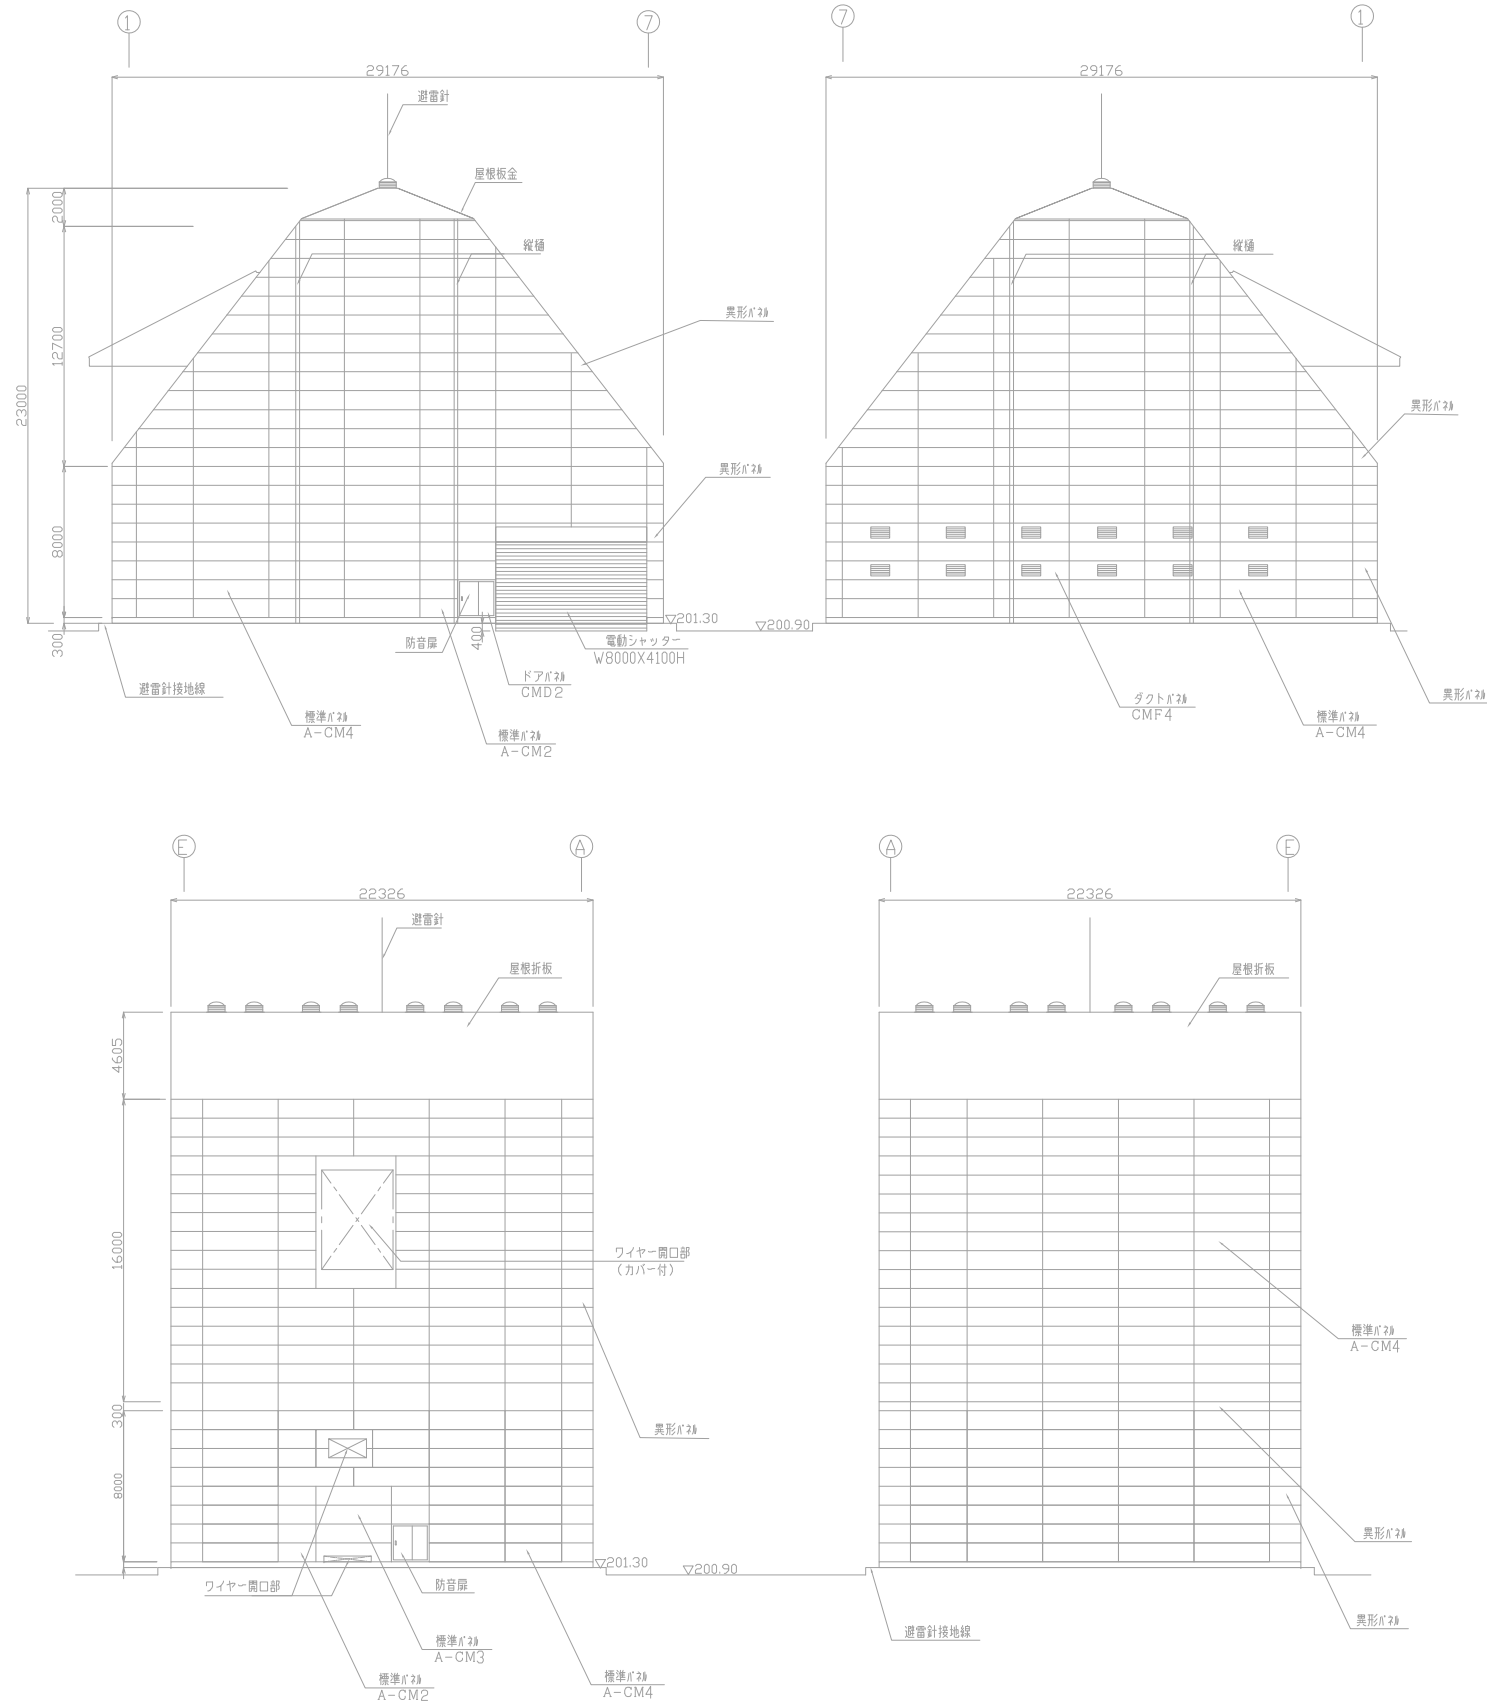 1
7
29176
避雷針
屋根板金
2000
縦樋
12700
23000
異形パネル
異形パネル
8000
300
400
▽201.30
▽200.90
防音扉
電動シャッター
W8000X4100H
ドアパネル
CMD2
避雷針接地線
標準パネル
A-CM4
標準パネル
A-CM2
7
1
29176
縦樋
異形パネル
ダクトパネル
CMF4
標準パネル
A-CM4
異形パネル
E
A
22326
避雷針
屋根折板
4605
16000
ワイヤー開口部
(カバー付)
300
異形パネル
8000
▽201.30
▽200.90
ワイヤー開口部
防音扉
標準パネル
A-CM3
標準パネル
A-CM2
標準パネル
A-CM4
A
E
22326
屋根折板
標準パネル
A-CM4
異形パネル
異形パネル
避雷針接地線